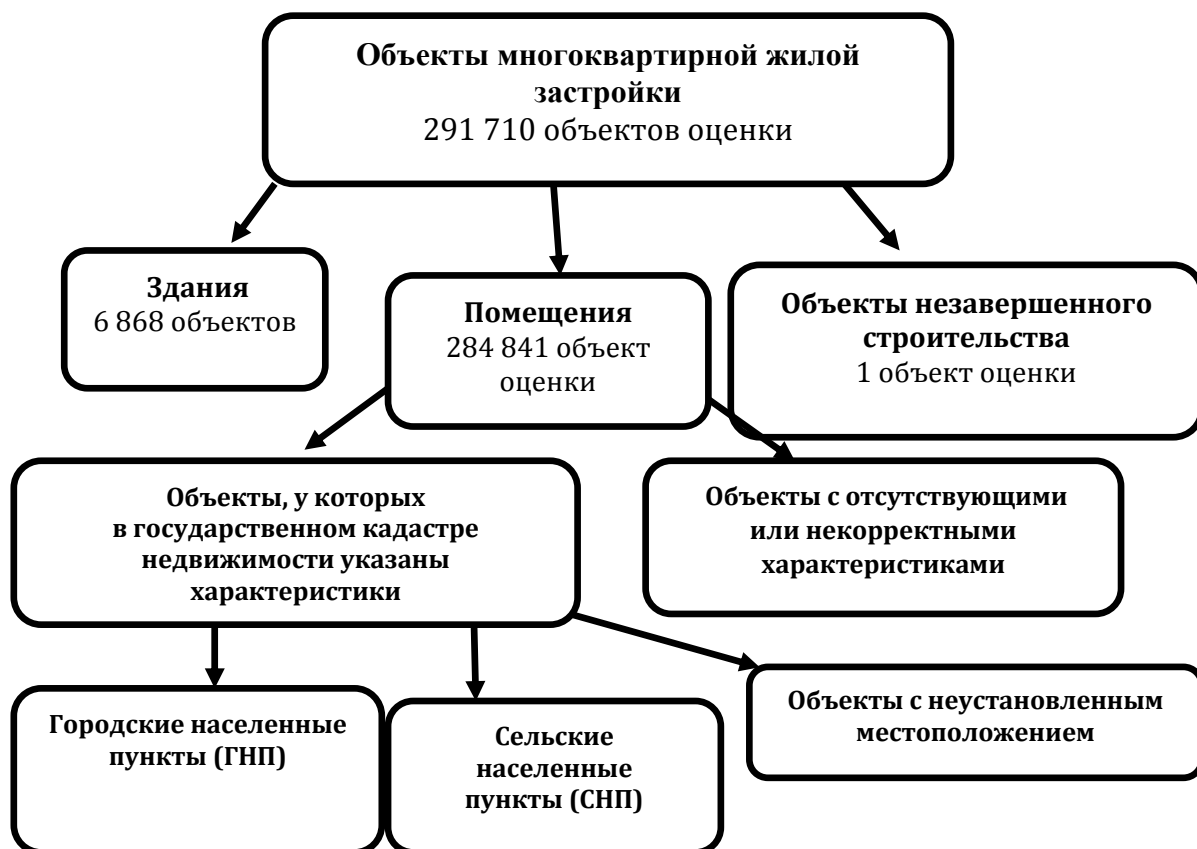 Объекты многоквартирной жилой
застройки
291 710 объектов оценки
Здания
6 868 объектов
Помещения
284 841 объект
оценки
Объекты незавершенного
строительства
1 объект оценки
Объекты, у которых
в государственном кадастре
недвижимости указаны
характеристики
Объекты с отсутствующими
или некорректными
характеристиками
Городские населенные
пункты (ГНП)
Сельские
населенные
пункты (СНП)
Объекты с неустановленным
местоположением